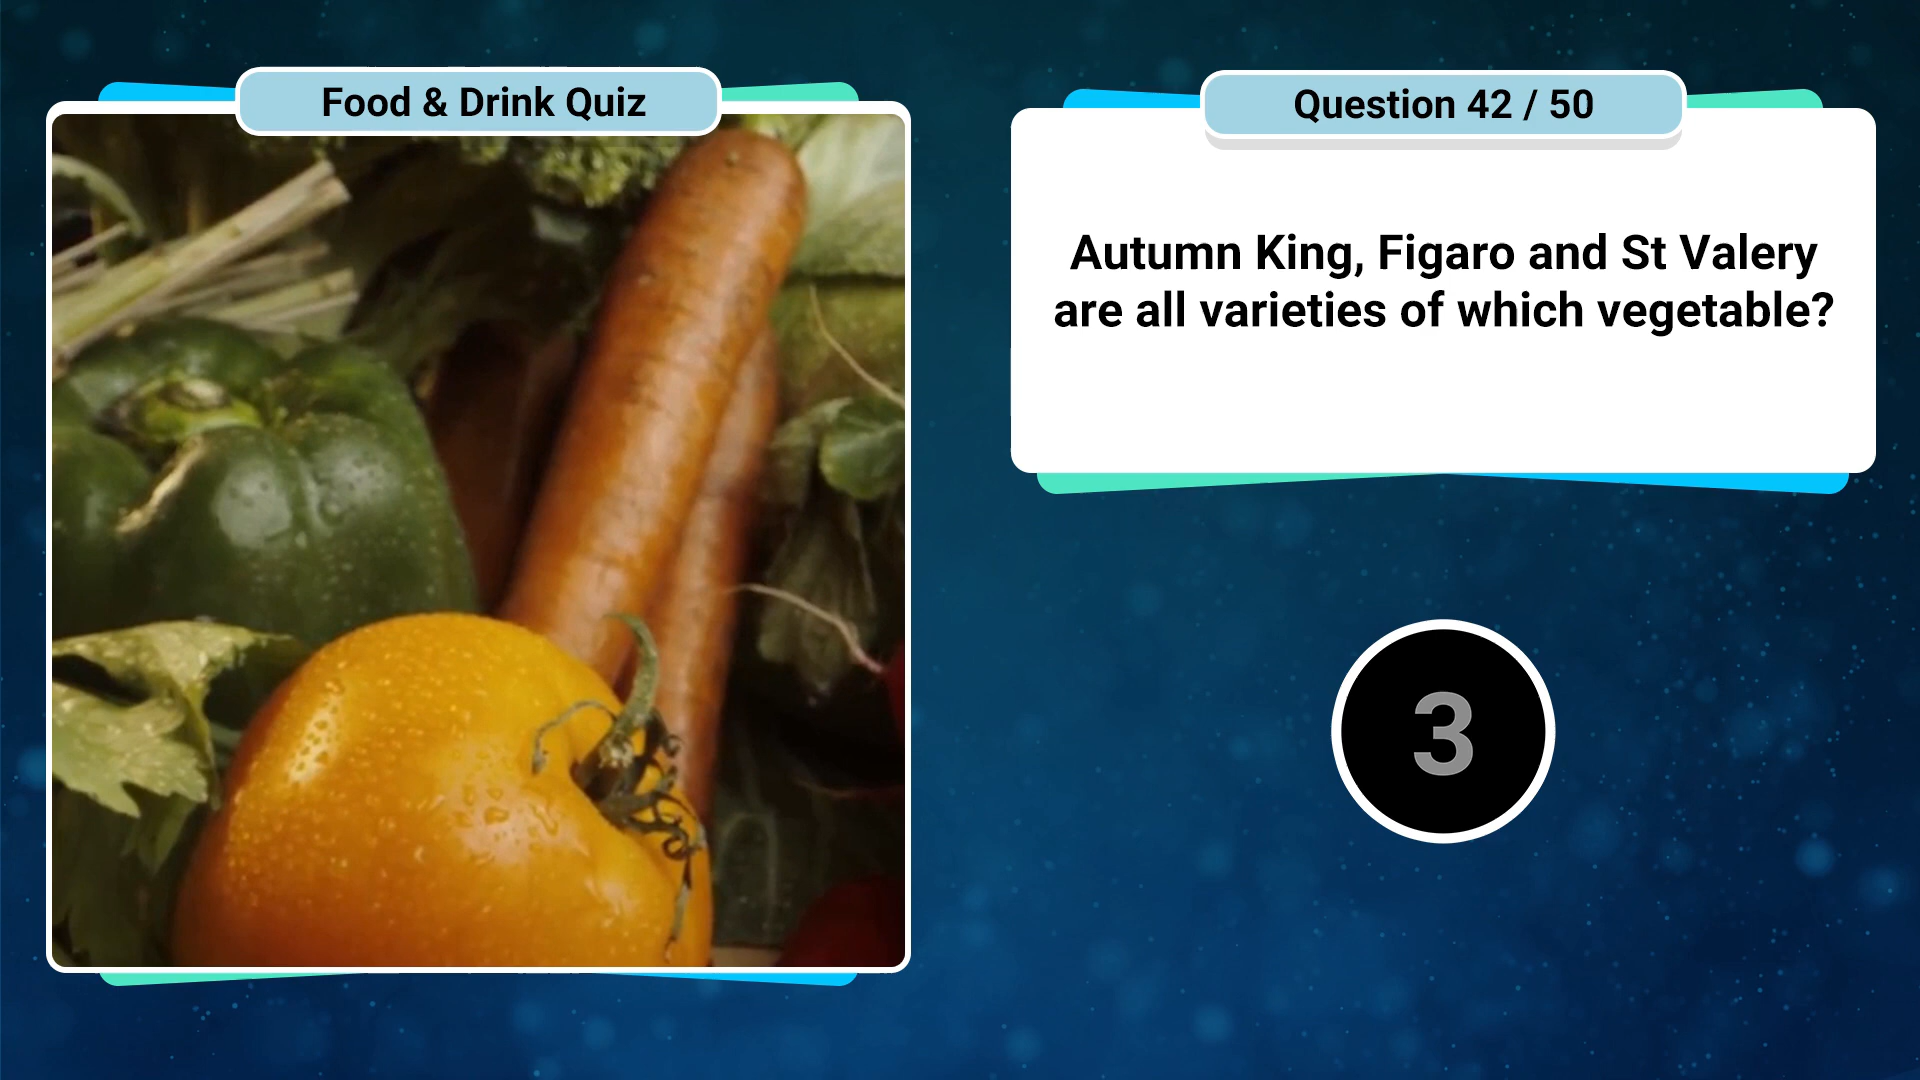 Food & Drink Quiz
Question 42 / 50
Autumn King, Figaro and St Valery
are all varieties of which vegetable?
3